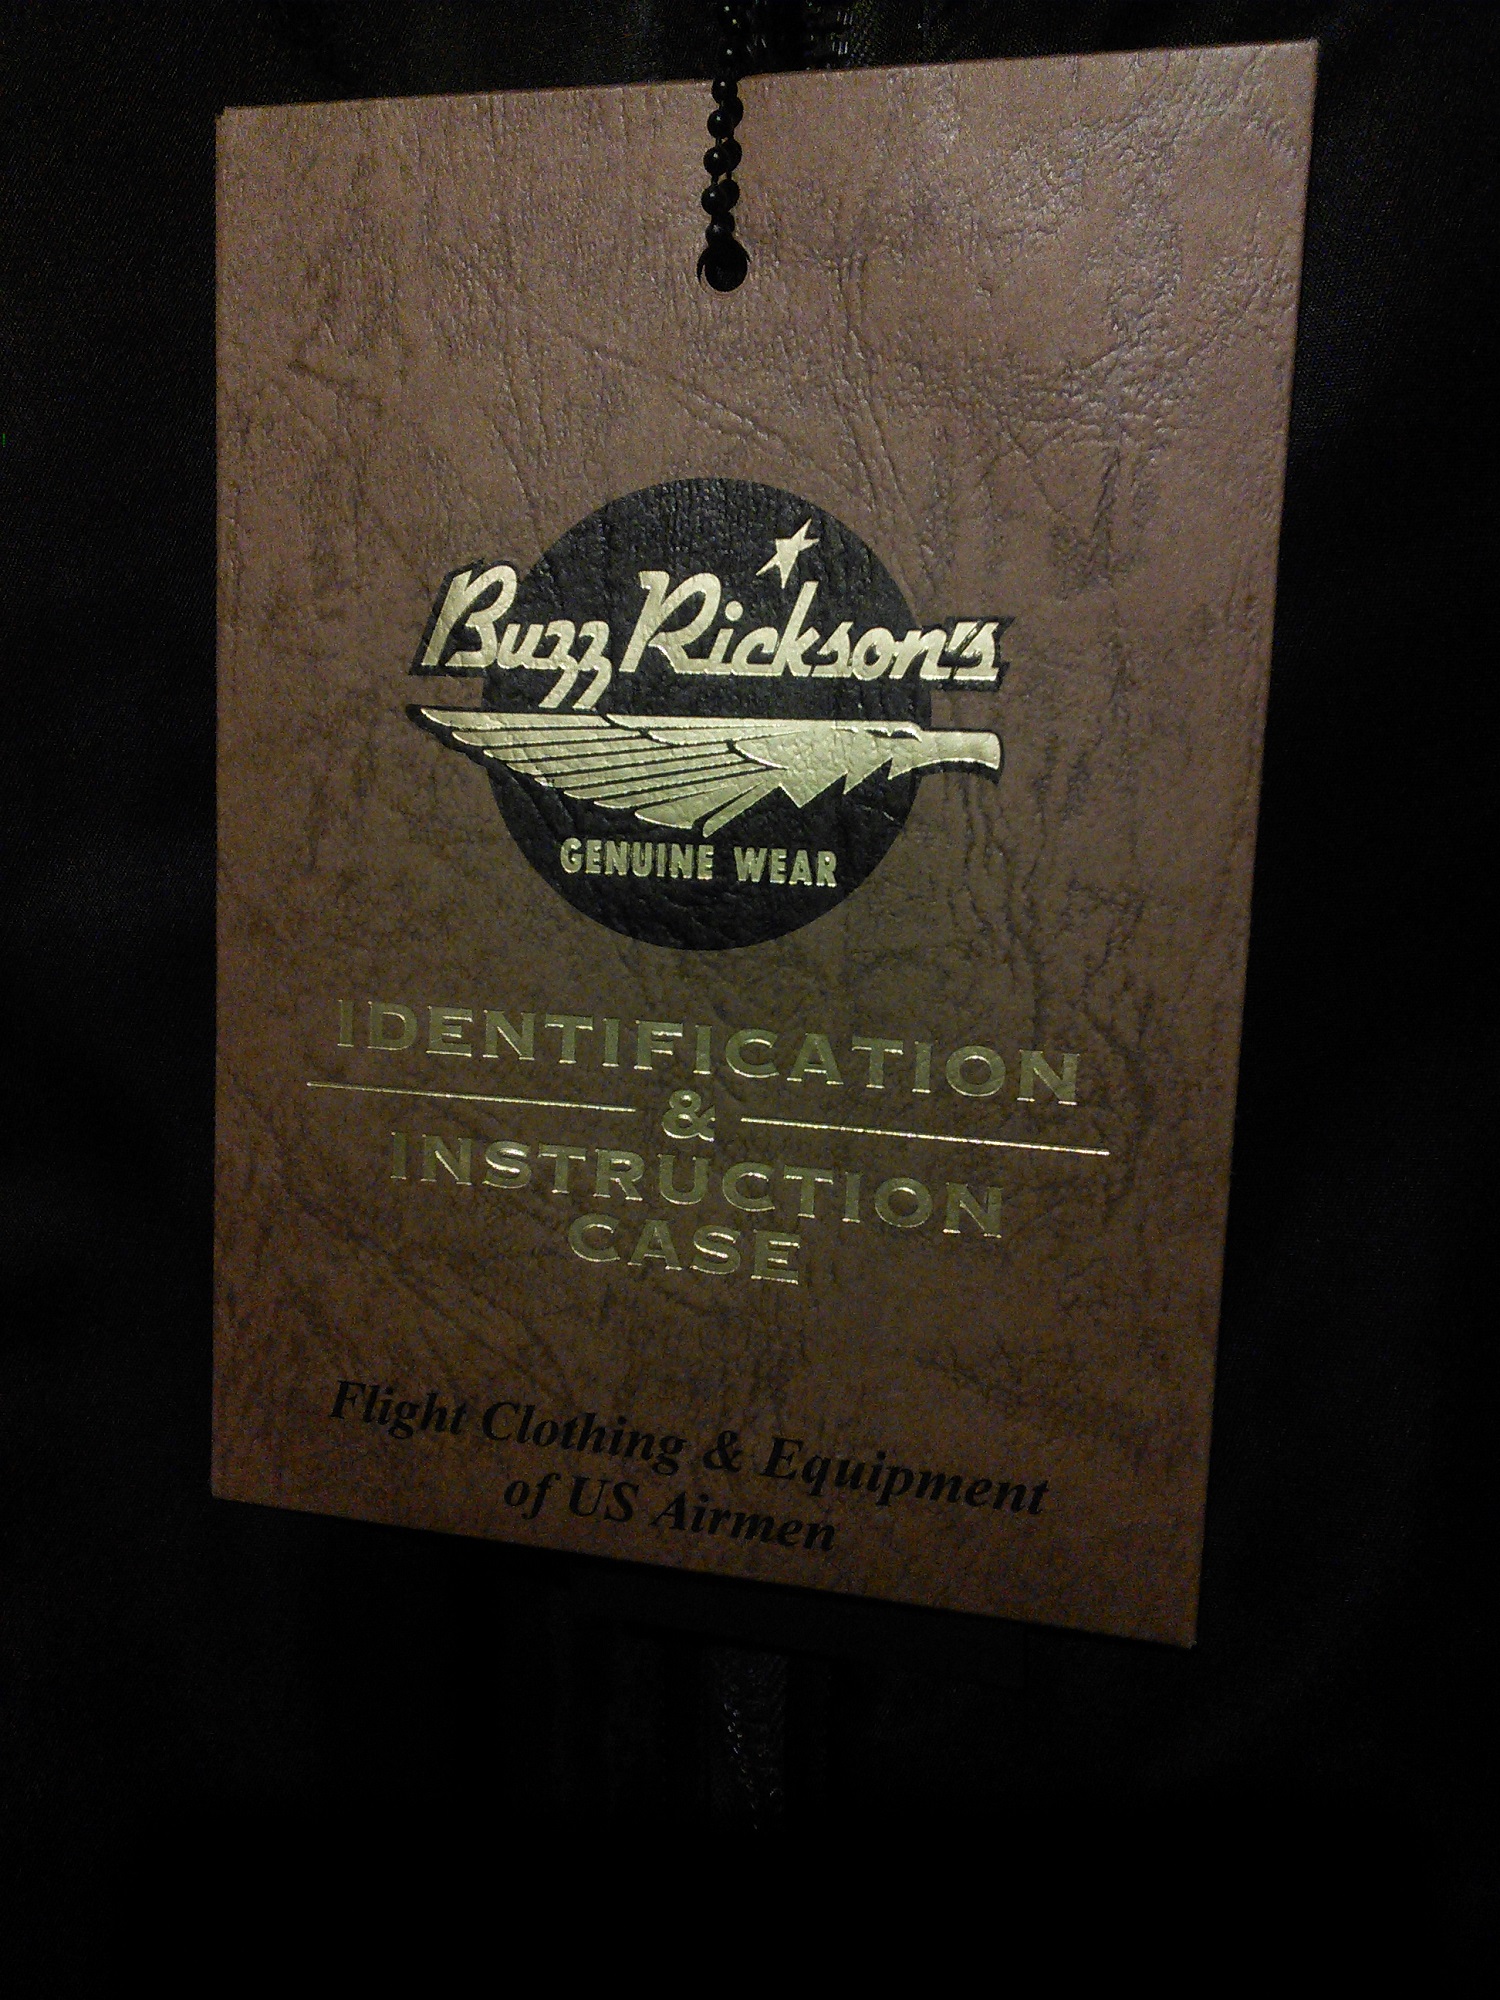 Buzz Rickson's
GENUINE WEAR
IDENTIFICATION
&
INSTRUCTION
CASE
Flight Clothing & Equipment
of US Airmen